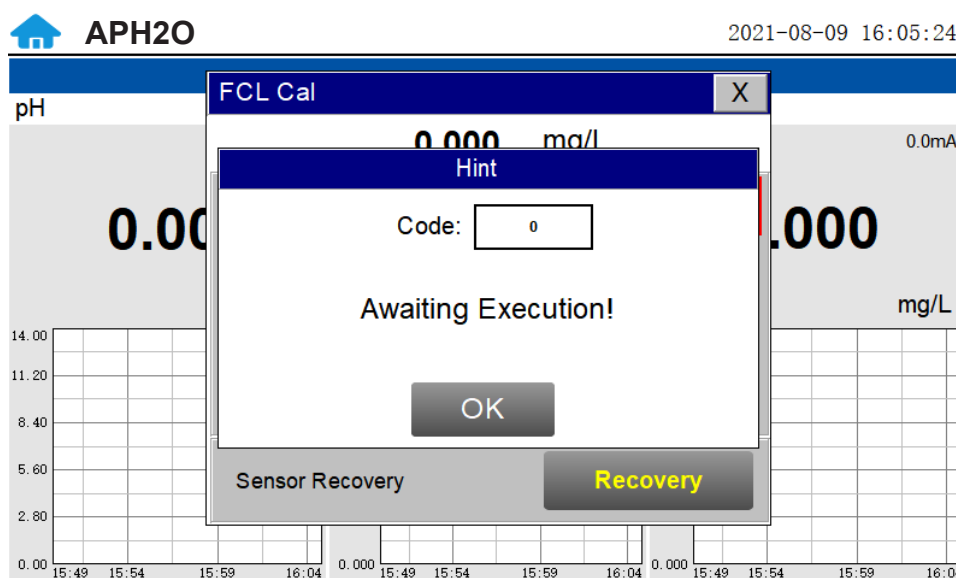 APH2O
2021-08-09 16:05:24
FCL Cal X
pH
0.000 mg/l
0.0mA
Hint
Code: 0
0.00
.000
Awaiting Execution!
mg/L
14.00
11.20
OK
8.40
5.60
Sensor Recovery Recovery
2.80
0.00 0.000 0.000
15:49 15:54 15:59 16:04 15:49 15:54 15:59 16:04 15:49 15:54 15:59 16:0